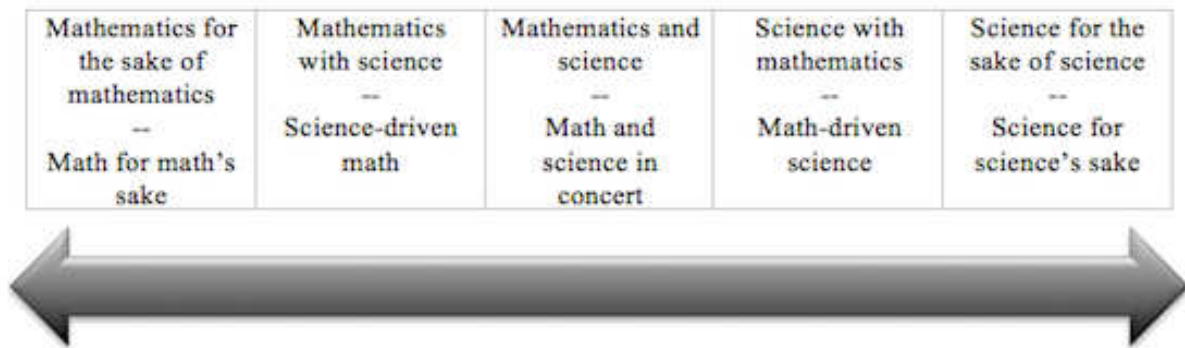 Mathematics for
the sake of
mathematics
--
Math for math's
sake
Mathematics
with science
--
Science-driven
math
Mathematics and
science
--
Math and
science in
concert
Science with
mathematics
--
Math-driven
science
Science for the
sake of science
--
Science for
science's sake